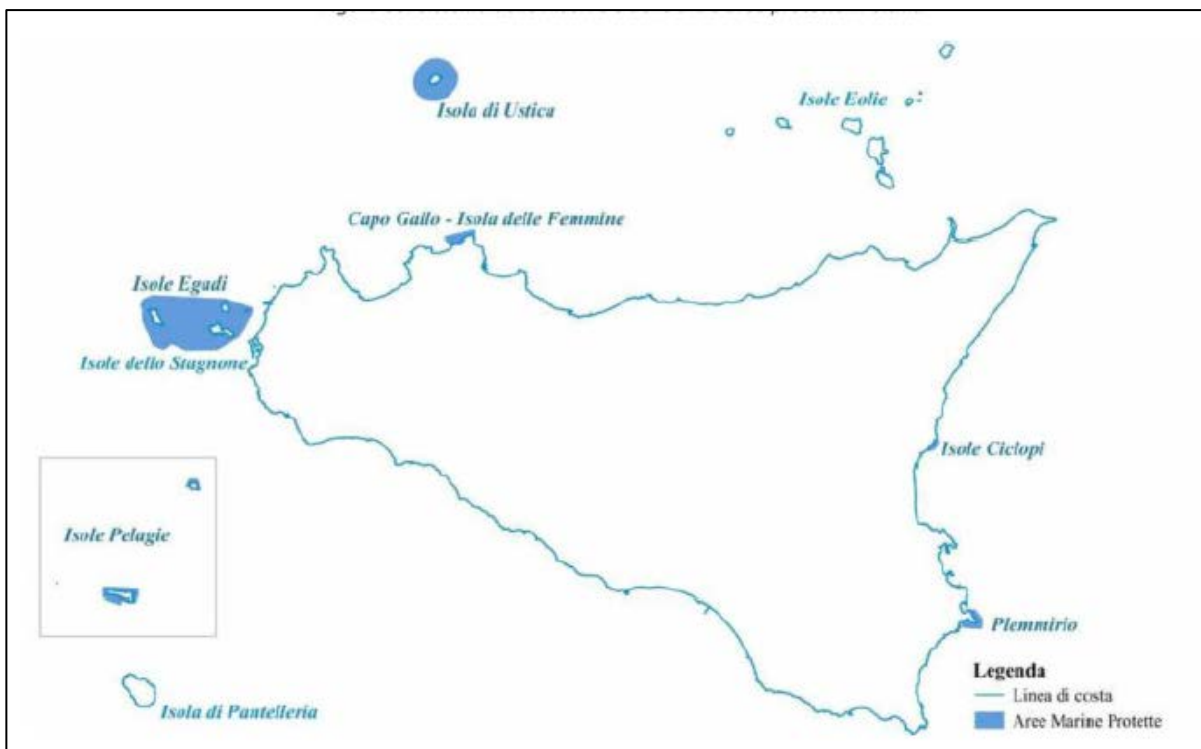 Isole Eolie
Isola di Ustica
Capo Gallo - Isola delle Femmine
Isole Egadi
Isole dello Stagnone
Isole Ciclopi
Isole Pelagie
Plemmirio
Legenda
Linea di costa
Aree Marine Protette
Isola di Pantelleria